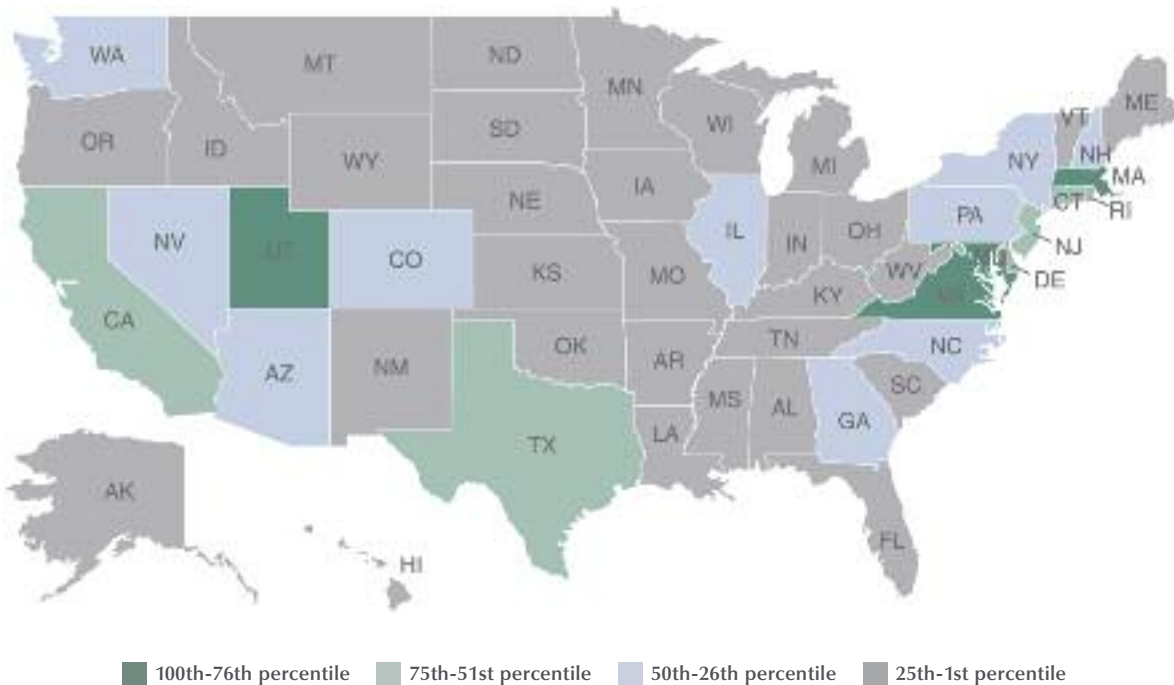 WA
MT
ND
MN
ME
VT
NH
OR
ID
SD
WI
NY
MA
WY
MI
CT
RI
IA
NE
PA
NJ
NV
UT
CO
IL
IN
OH
MD
DE
WV
VA
KS
MO
KY
CA
NC
TN
OK
AZ
NM
AR
SC
MS
AL
GA
LA
TX
AK
FL
HI
100th-76th percentile
75th-51st percentile
50th-26th percentile
25th-1st percentile